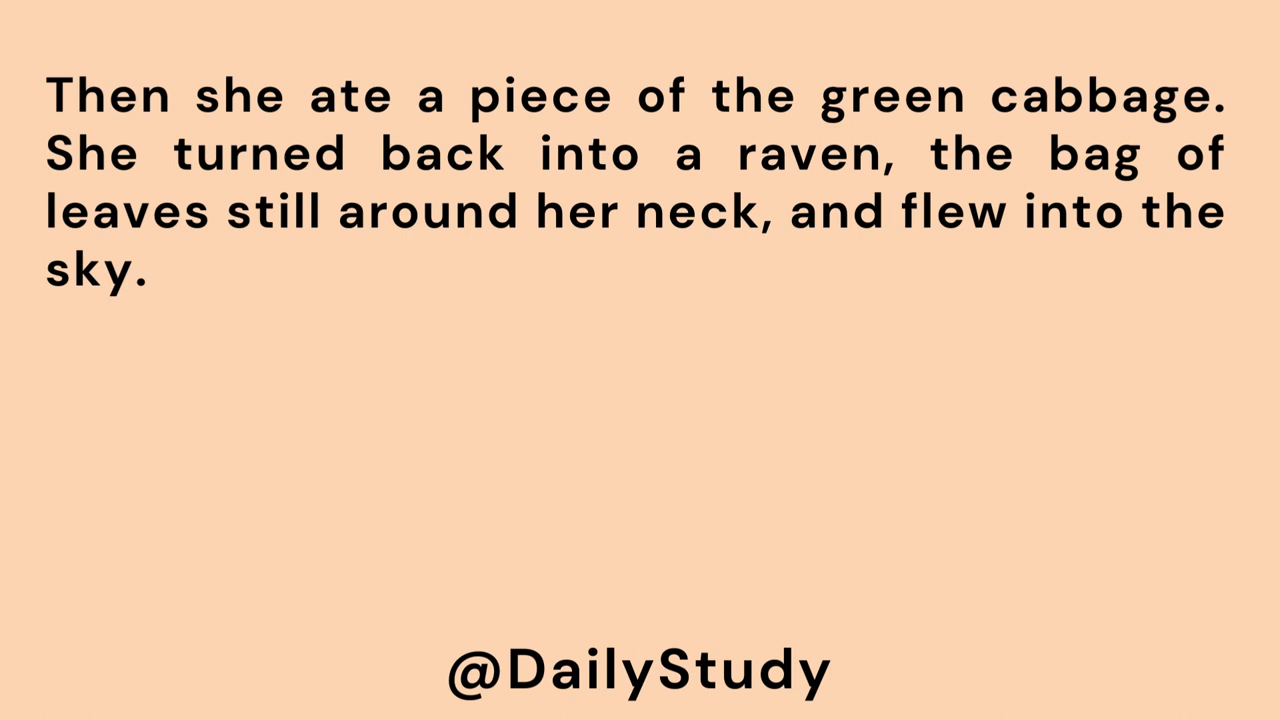 Then she ate a piece of the green cabbage.
She turned back into a raven, the bag of
leaves still around her neck, and flew into the
sky.
@DailyStudy